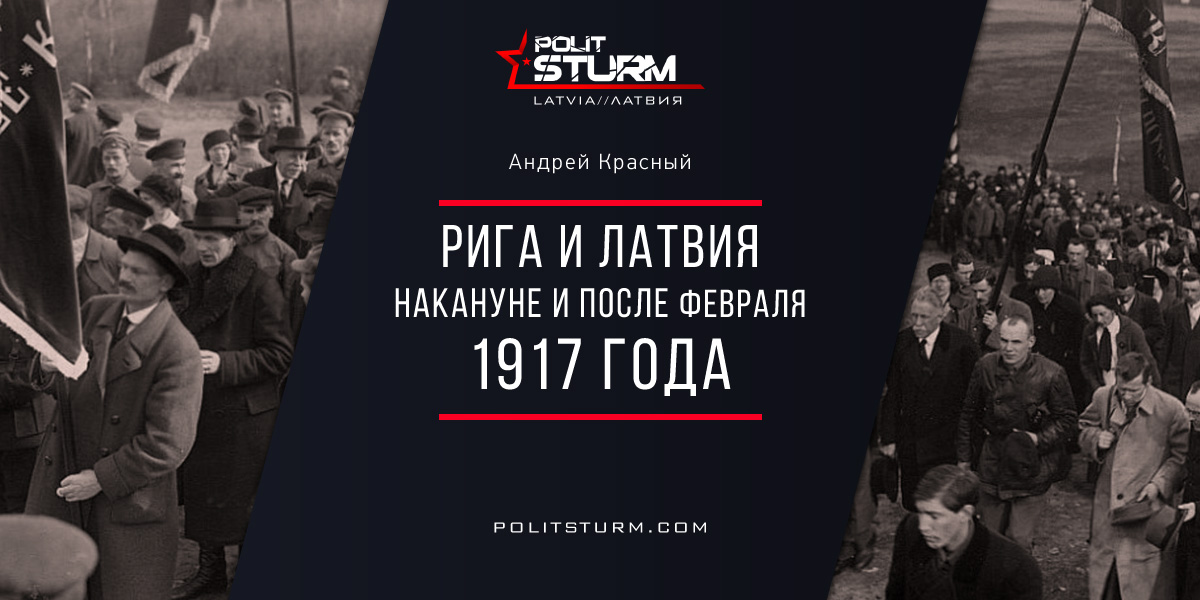 POLIT
STURM
LATVIA//ЛАТВИЯ
Андрей Красный
РИГА И ЛАТВИЯ
НАКАНУНЕ И ПОСЛЕ ФЕВРАЛЯ
1917 ГОДА
POLITSTURM.COM